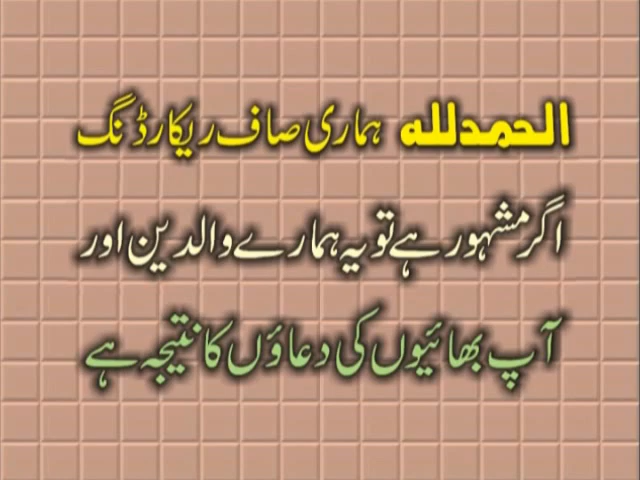 الحمدلله ہماری صاف ریکارڈنگ
اگر مشہور ہے تو یہ ہمارے والدین اور
آپ بھائیوں کی دعاؤں کا نتیجہ ہے